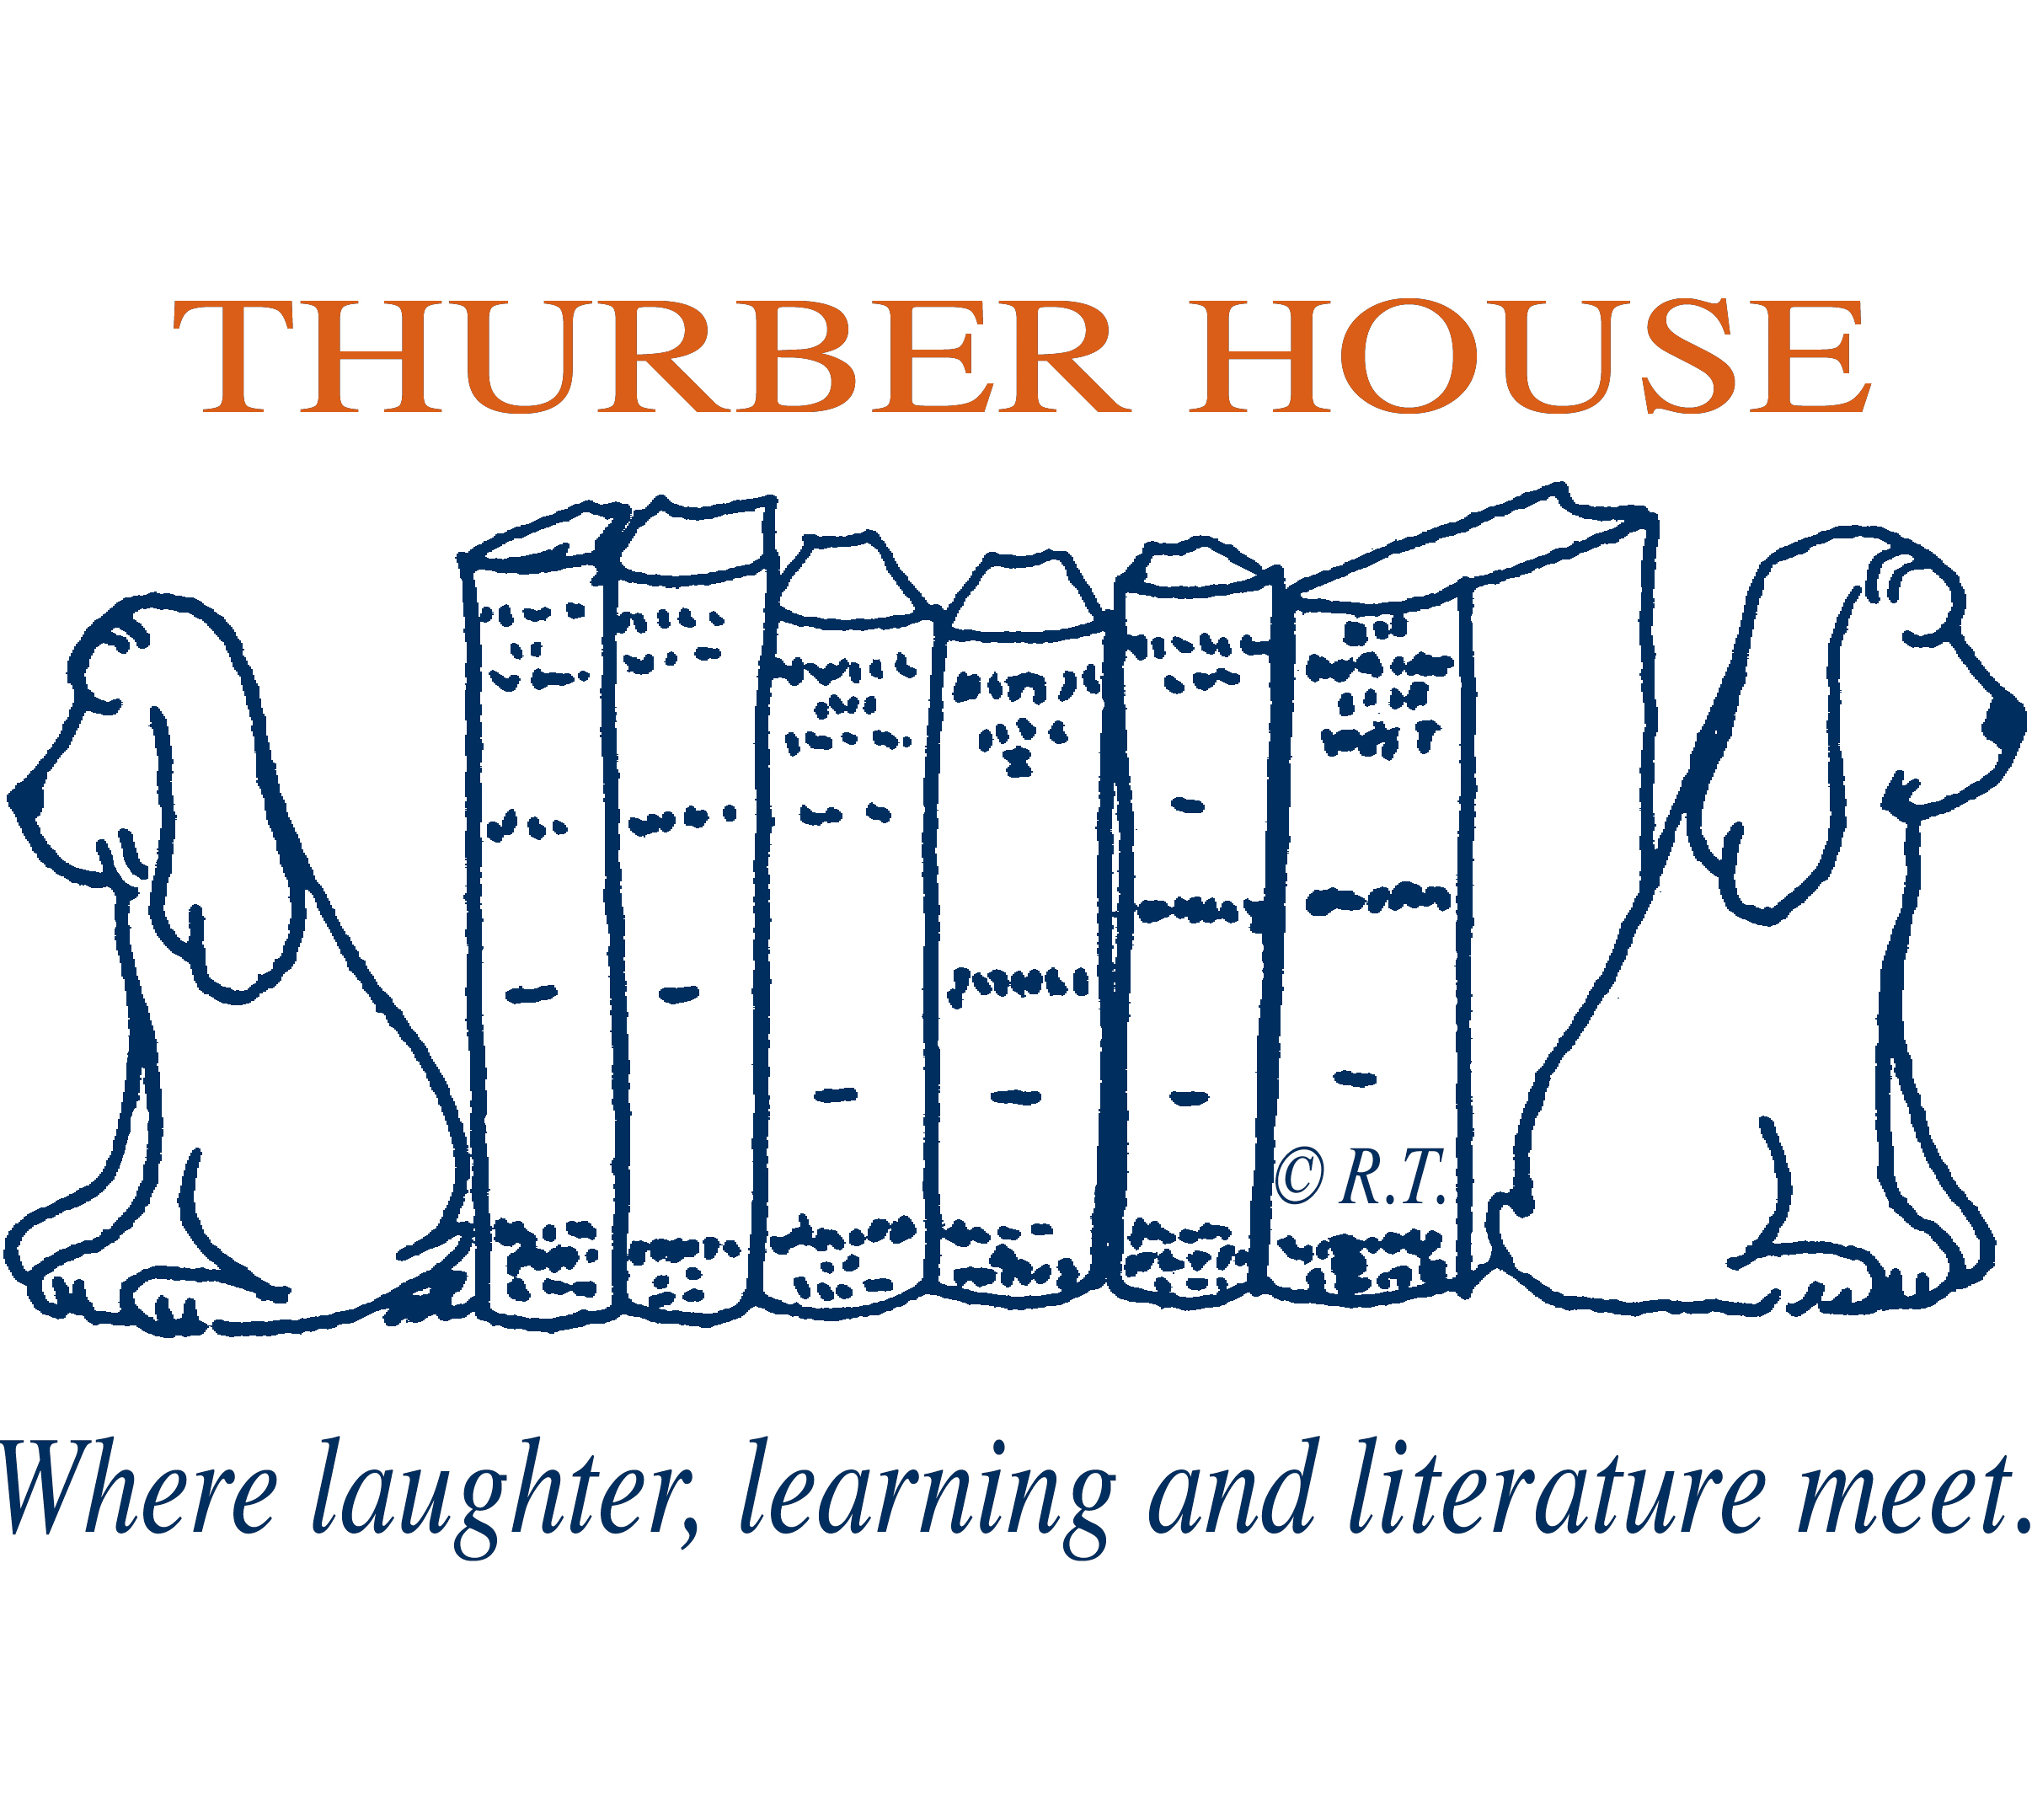 THURBER HOUSE
© R.T.
Where laughter, learning and literature meet.